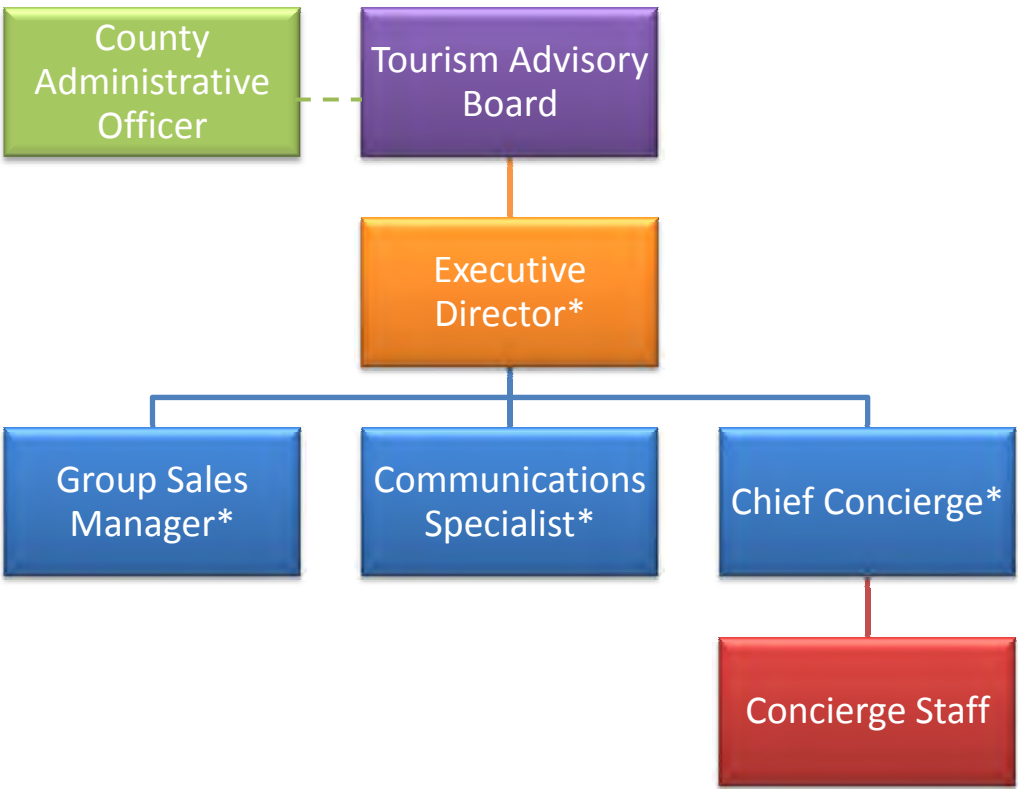 County
Administrative
Officer
Tourism Advisory
Board
Executive
Director*
Group Sales
Manager*
Communications
Specialist*
Chief Concierge*
Concierge Staff